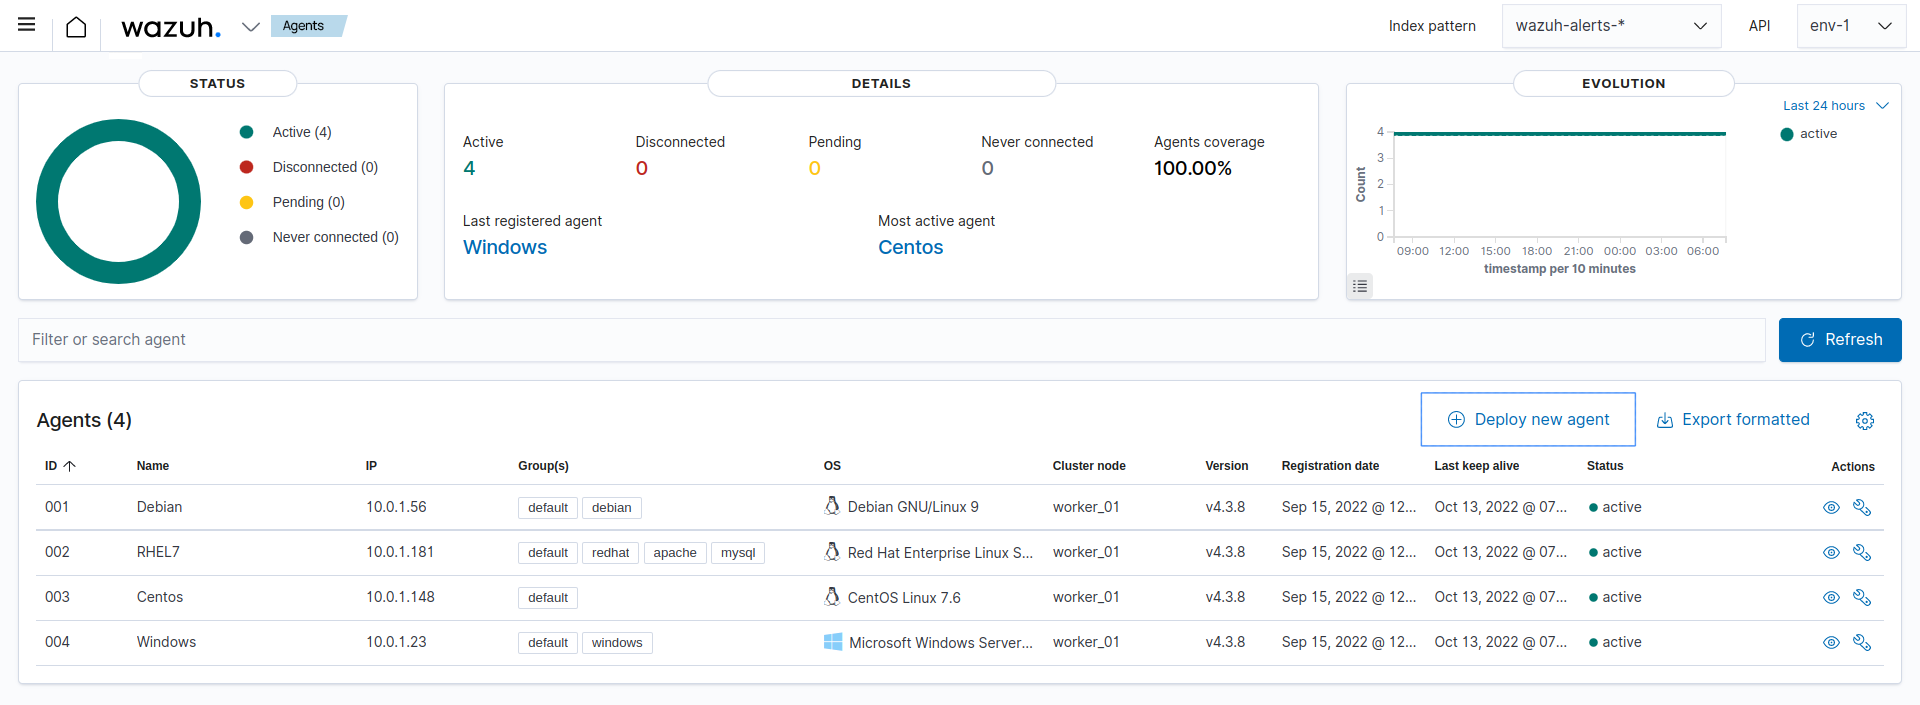 wazuh. Agents Index pattern wazuh-alerts-* API env-1
STATUS
Active (4)
Disconnected (0)
Pending (0)
Never connected (0)
DETAILS
Active Disconnected Pending Never connected Agents coverage
4 0 0 0 100.00%
Last registered agent Most active agent
Windows Centos
EVOLUTION
Last 24 hours
active
Count
4
3
2
1
0
09:00 12:00 15:00 18:00 21:00 00:00 03:00 06:00
timestamp per 10 minutes
Filter or search agent Refresh
Agents (4) Deploy new agent Export formatted
ID Name IP Group(s) OS Cluster node Version Registration date Last keep alive Status Actions
001 Debian 10.0.1.56 default debian Debian GNU/Linux 9 worker_01 v4.3.8 Sep 15, 2022 @ 12... Oct 13, 2022 @ 07... active
002 RHEL7 10.0.1.181 default redhat apache mysql Red Hat Enterprise Linux S... worker_01 v4.3.8 Sep 15, 2022 @ 12... Oct 13, 2022 @ 07... active
003 Centos 10.0.1.148 default CentOS Linux 7.6 worker_01 v4.3.8 Sep 15, 2022 @ 12... Oct 13, 2022 @ 07... active
004 Windows 10.0.1.23 default windows Microsoft Windows Server... worker_01 v4.3.8 Sep 15, 2022 @ 12... Oct 13, 2022 @ 07... active